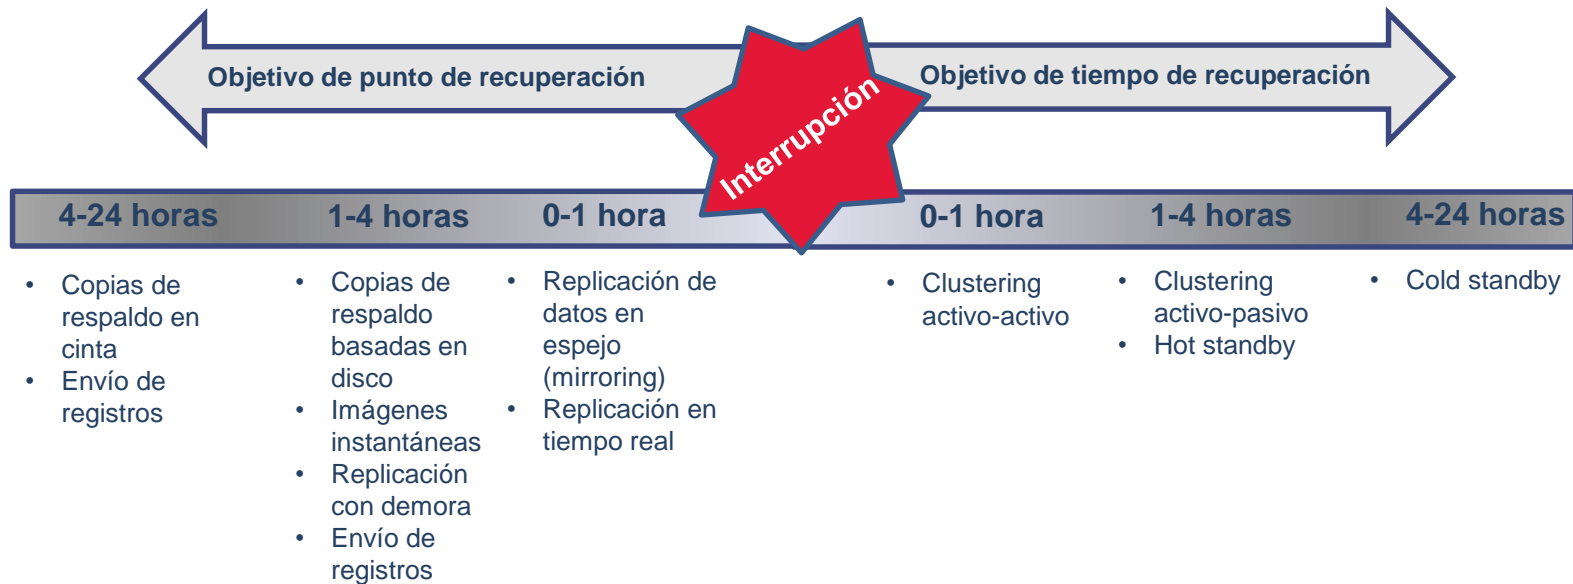 Objetivo de punto de recuperación
Interrupción
Objetivo de tiempo de recuperación
4-24 horas
1-4 horas
0-1 hora
0-1 hora
1-4 horas
4-24 horas
• Copias de
respaldo en
cinta
• Envío de
registros
• Copias de
respaldo
basadas en
disco
• Imágenes
instantáneas
• Replicación
con demora
• Envío de
registros
• Replicación de
datos en
espejo
(mirroring)
• Replicación en
tiempo real
• Clustering
activo-activo
• Clustering
activo-pasivo
• Hot standby
• Cold standby